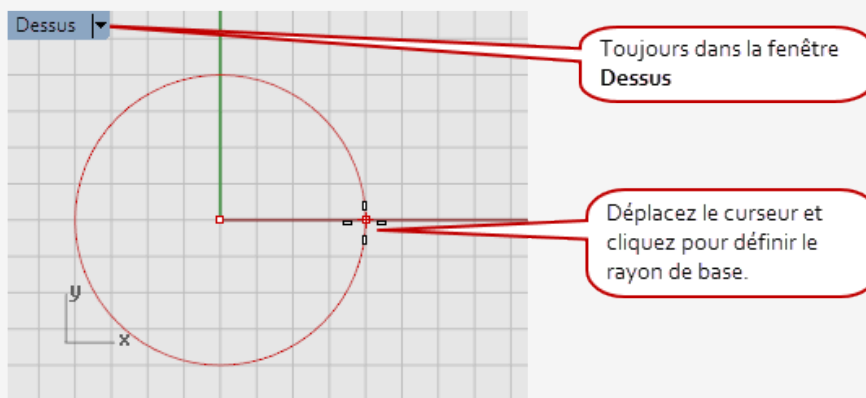 Dessus
Toujours dans la fenêtre
Dessus
Déplacez le curseur et
cliquez pour définir le
rayon de base.
y
x